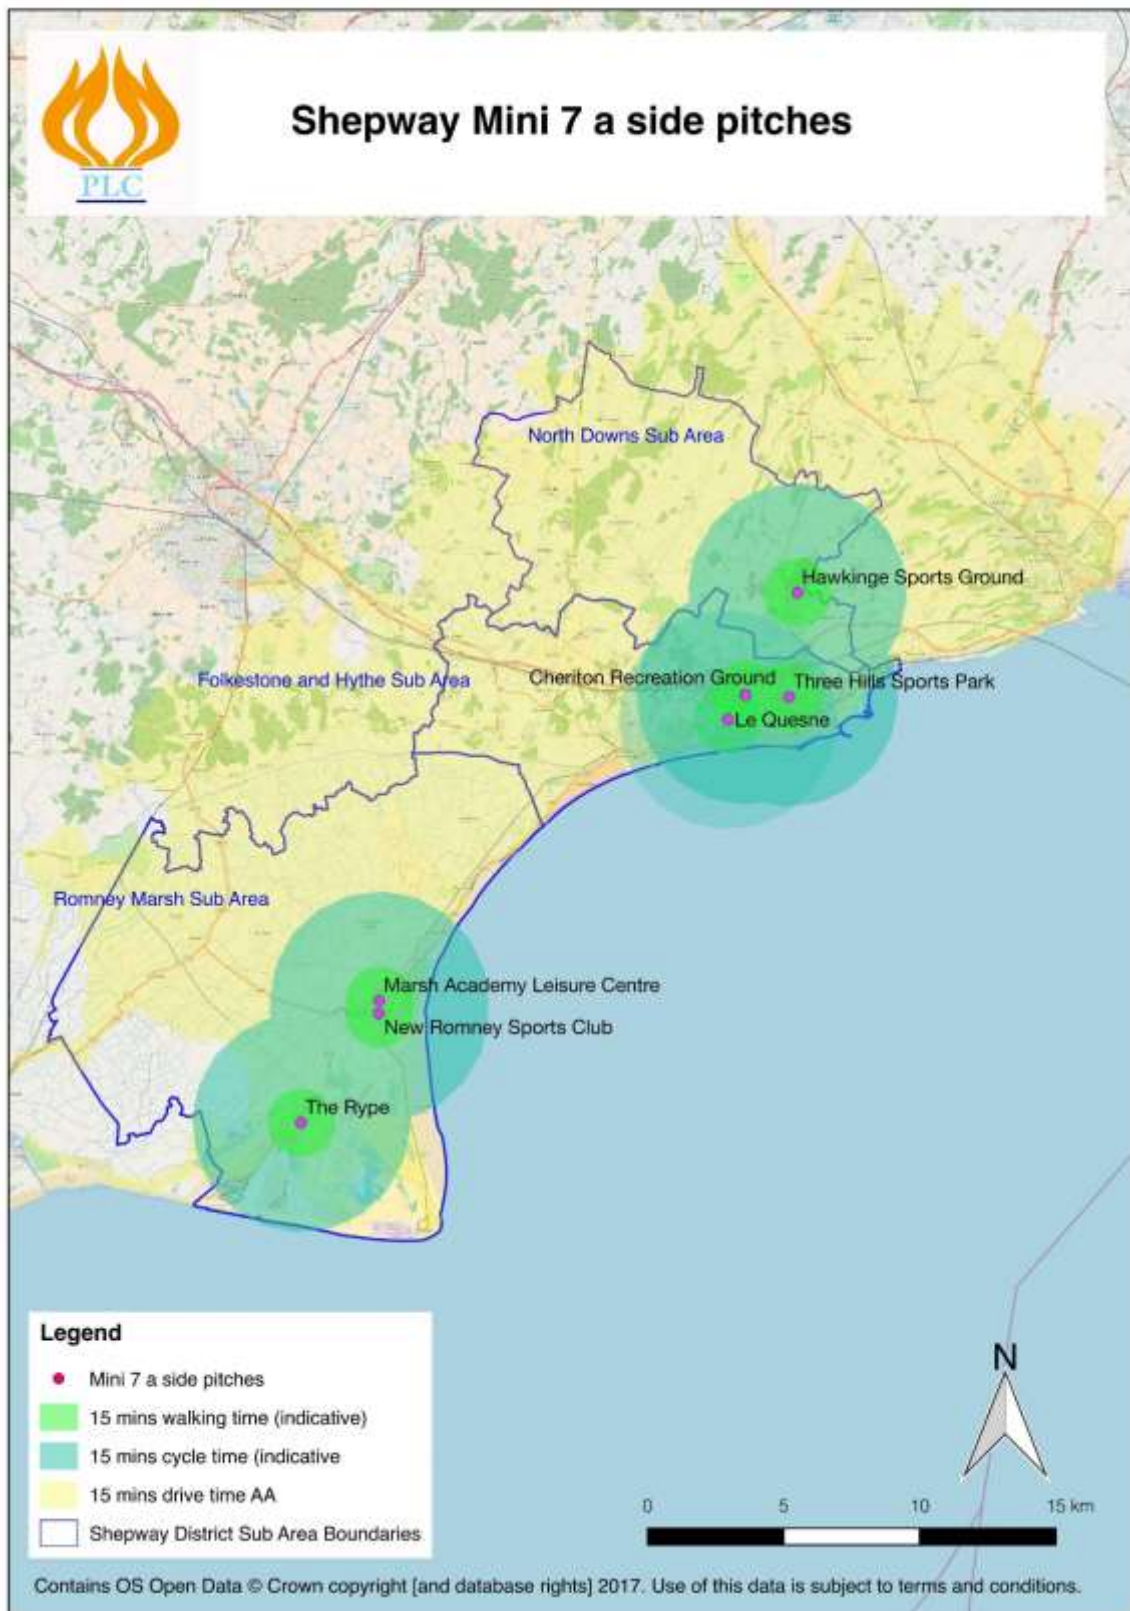 PLC
Shepway Mini 7 a side pitches
North Downs Sub Area
Hawkinge Sports Ground
Folkestone and Hythe Sub Area
Cheriton Recreation Ground
Three Hills Sports Park
Le Quesne
Romney Marsh Sub Area
Marsh Academy Leisure Centre
New Romney Sports Club
The Rype
Legend
Mini 7 a side pitches
15 mins walking time (indicative)
15 mins cycle time (indicative
15 mins drive time AA
Shepway District Sub Area Boundaries
N
0 5 10 15 km
Contains OS Open Data © Crown copyright [and database rights] 2017. Use of this data is subject to terms and conditions.